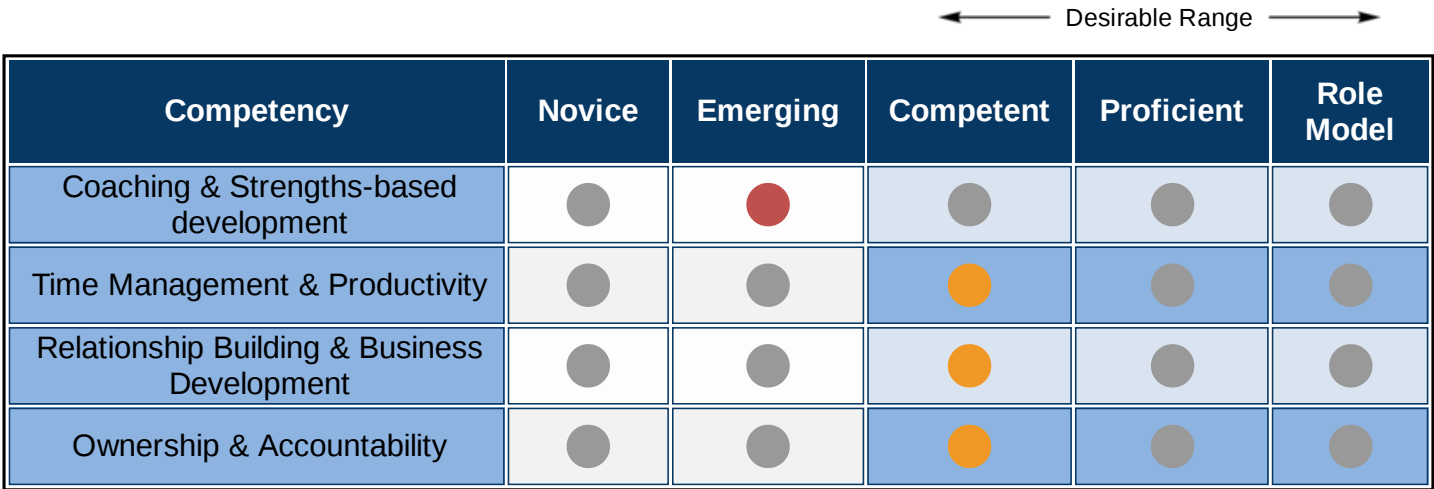 Desirable Range
Competency Novice Emerging Competent Proficient Role Model
Coaching & Strengths-based
development
Time Management & Productivity
Relationship Building & Business
Development
Ownership & Accountability